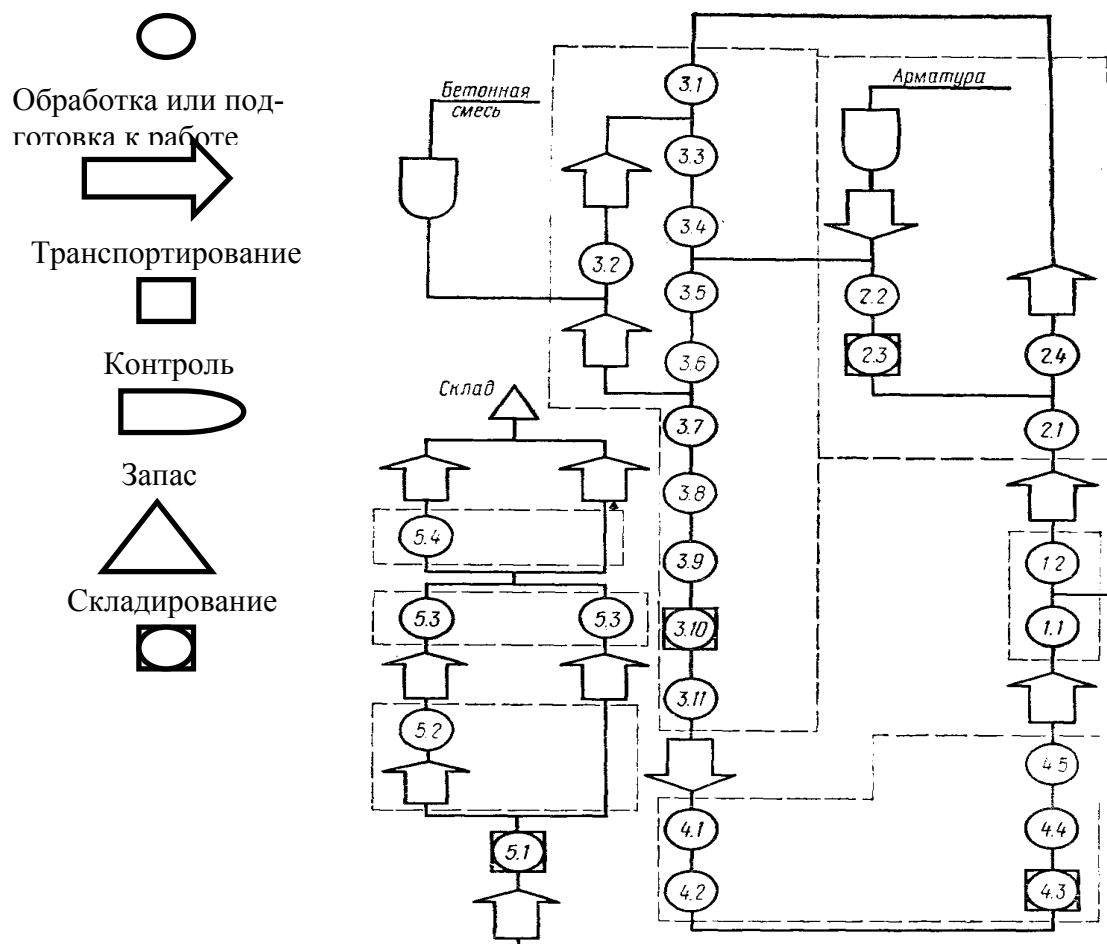 Обработка или под-
готовка к работе
Транспортирование
Контроль
Запас
Складирование
Бетонная
смесь
Арматура
Склад
3.1
3.3
3.4
3.2
3.5
3.6
3.7
3.8
3.9
3.10
3.11
2.2
2.3
2.4
2.1
1.2
1.1
5.4
5.3
5.3
5.2
5.1
4.1
4.2
4.5
4.4
4.3